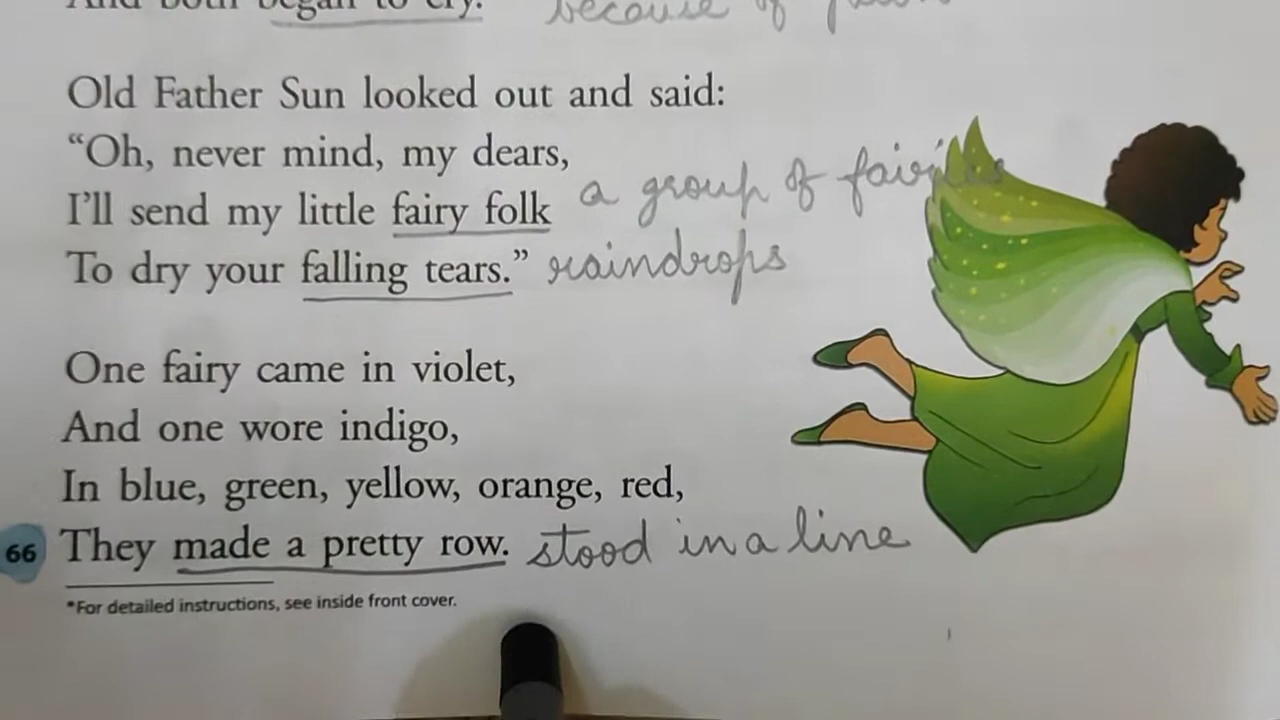 And both began to cry. because of
Old Father Sun looked out and said:
“Oh, never mind, my dears,
I’ll send my little fairy folk a group of fairies
To dry your falling tears.” raindrops
One fairy came in violet,
And one wore indigo,
In blue, green, yellow, orange, red,
66 They made a pretty row. stood in a line
*For detailed instructions, see inside front cover.